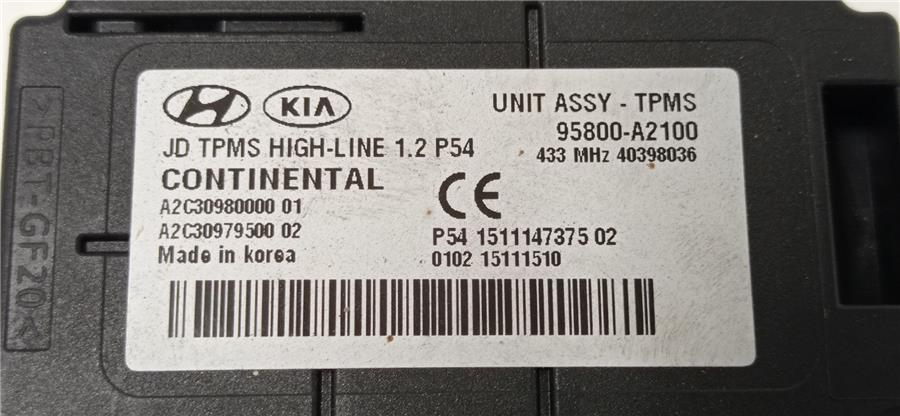 >PBT-GF20<
KIA
JD TPMS HIGH-LINE 1.2 P54
CONTINENTAL
A2C30980000 01
A2C30979500 02
Made in korea
UNIT ASSY - TPMS
95800-A2100
433 MHz 40398036
CE
P54 1511147375 02
0102 15111510